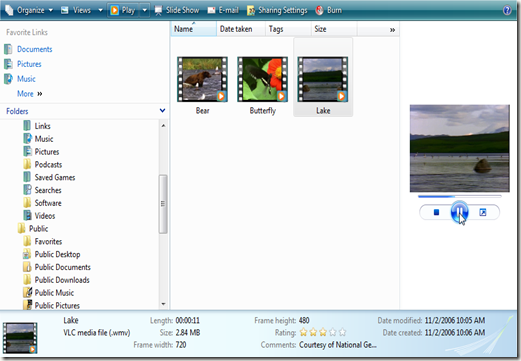 Organize Views Play Slide Show E-mail Sharing Settings Burn
Favorite Links
Documents
Pictures
Music
More »
Folders
Links
Music
Pictures
Podcasts
Saved Games
Searches
Software
Videos
Public
Favorites
Public Desktop
Public Documents
Public Downloads
Public Music
Public Pictures
Name Date taken Tags Size »
Bear Butterfly Lake
Lake Length: 00:00:11 Frame height: 480 Date modified: 11/2/2006 10:05 AM
VLC media file (.wmv) Size: 2.84 MB Rating: Date created: 11/2/2006 10:06 AM
Frame width: 720 Comments: Courtesy of National Ge...